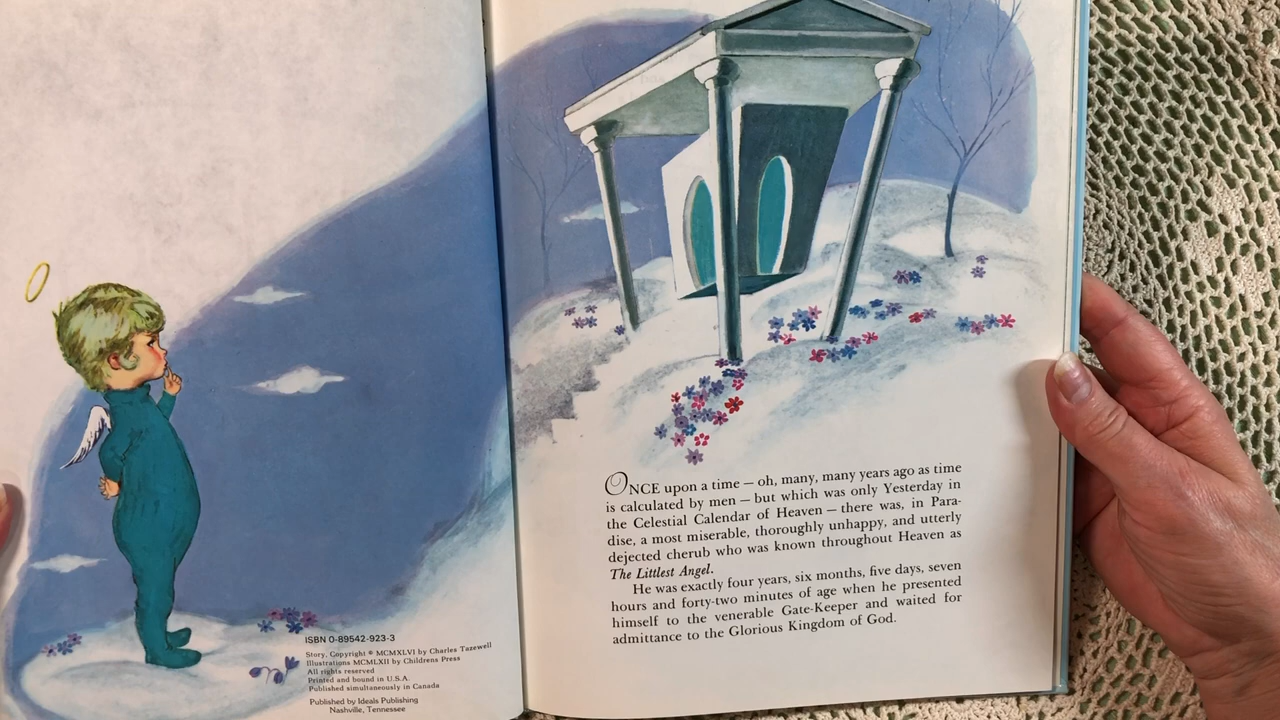 ISBN 0-89542-923-3
Story, Copyright © MCMXLVI by Charles Tazewell
Illustrations MCMLXII by Childrens Press
All rights reserved
Printed and bound in U.S.A.
Published simultaneously in Canada
Published by Ideals Publishing
Nashville, Tennessee
ONCE upon a time — oh, many, many years ago as time
is calculated by men — but which was only Yesterday in
the Celestial Calendar of Heaven — there was, in Para-
dise, a most miserable, thoroughly unhappy, and utterly
dejected cherub who was known throughout Heaven as
The Littlest Angel.
He was exactly four years, six months, five days, seven
hours and forty-two minutes of age when he presented
himself to the venerable Gate-Keeper and waited for
admittance to the Glorious Kingdom of God.